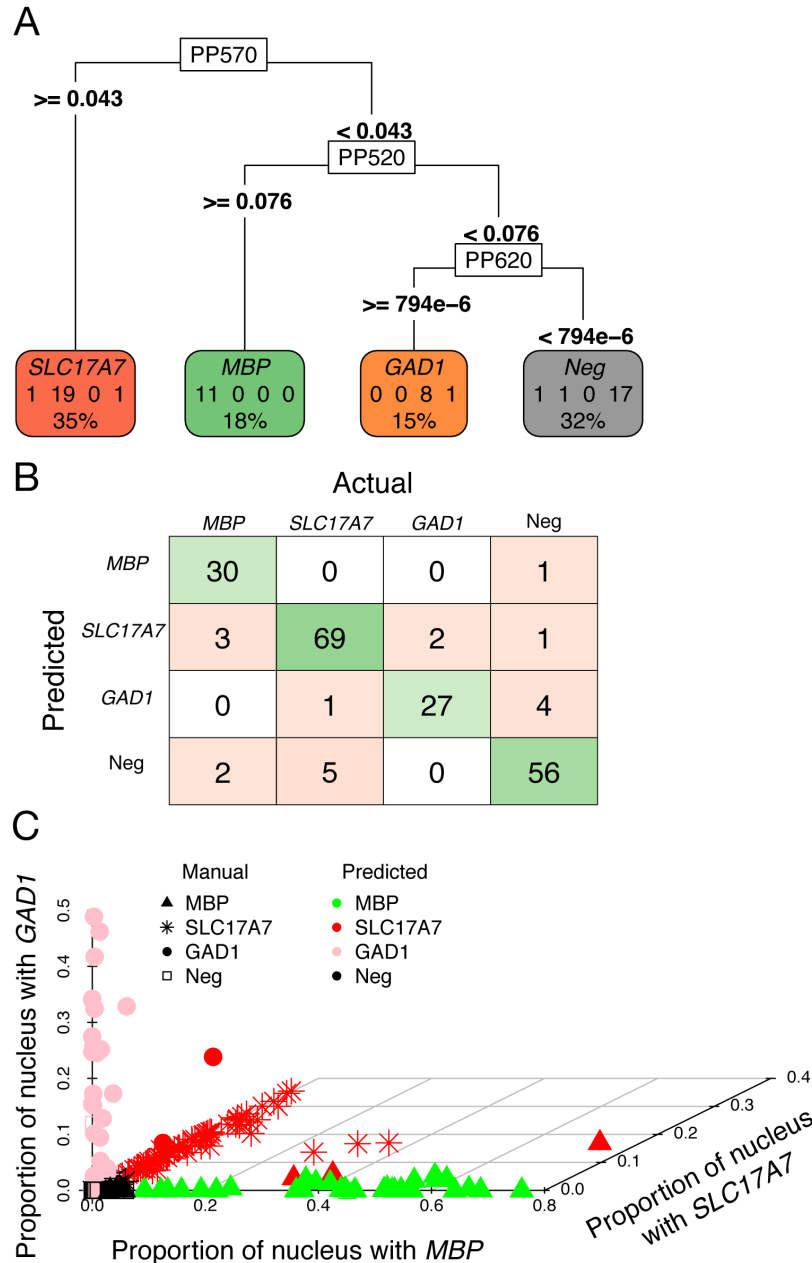 A
PP570
>= 0.043
< 0.043
PP520
>= 0.076
< 0.076
PP620
>= 794e−6
< 794e−6
SLC17A7
1 19 0 1
35%
MBP
11 0 0 0
18%
GAD1
0 0 8 1
15%
Neg
1 1 0 17
32%
B
Actual
MBP SLC17A7 GAD1 Neg
Predicted
MBP 30 0 0 1
SLC17A7 3 69 2 1
GAD1 0 1 27 4
Neg 2 5 0 56
C
Manual Predicted
MBP MBP
SLC17A7 SLC17A7
GAD1 GAD1
Neg Neg
Proportion of nucleus with GAD1
0.5
0.4
0.3
0.2
0.1
0.0
0.0 0.2 0.4 0.6 0.8
Proportion of nucleus with MBP
0.4
0.3
0.2
0.1
0.0
Proportion of nucleus
with SLC17A7